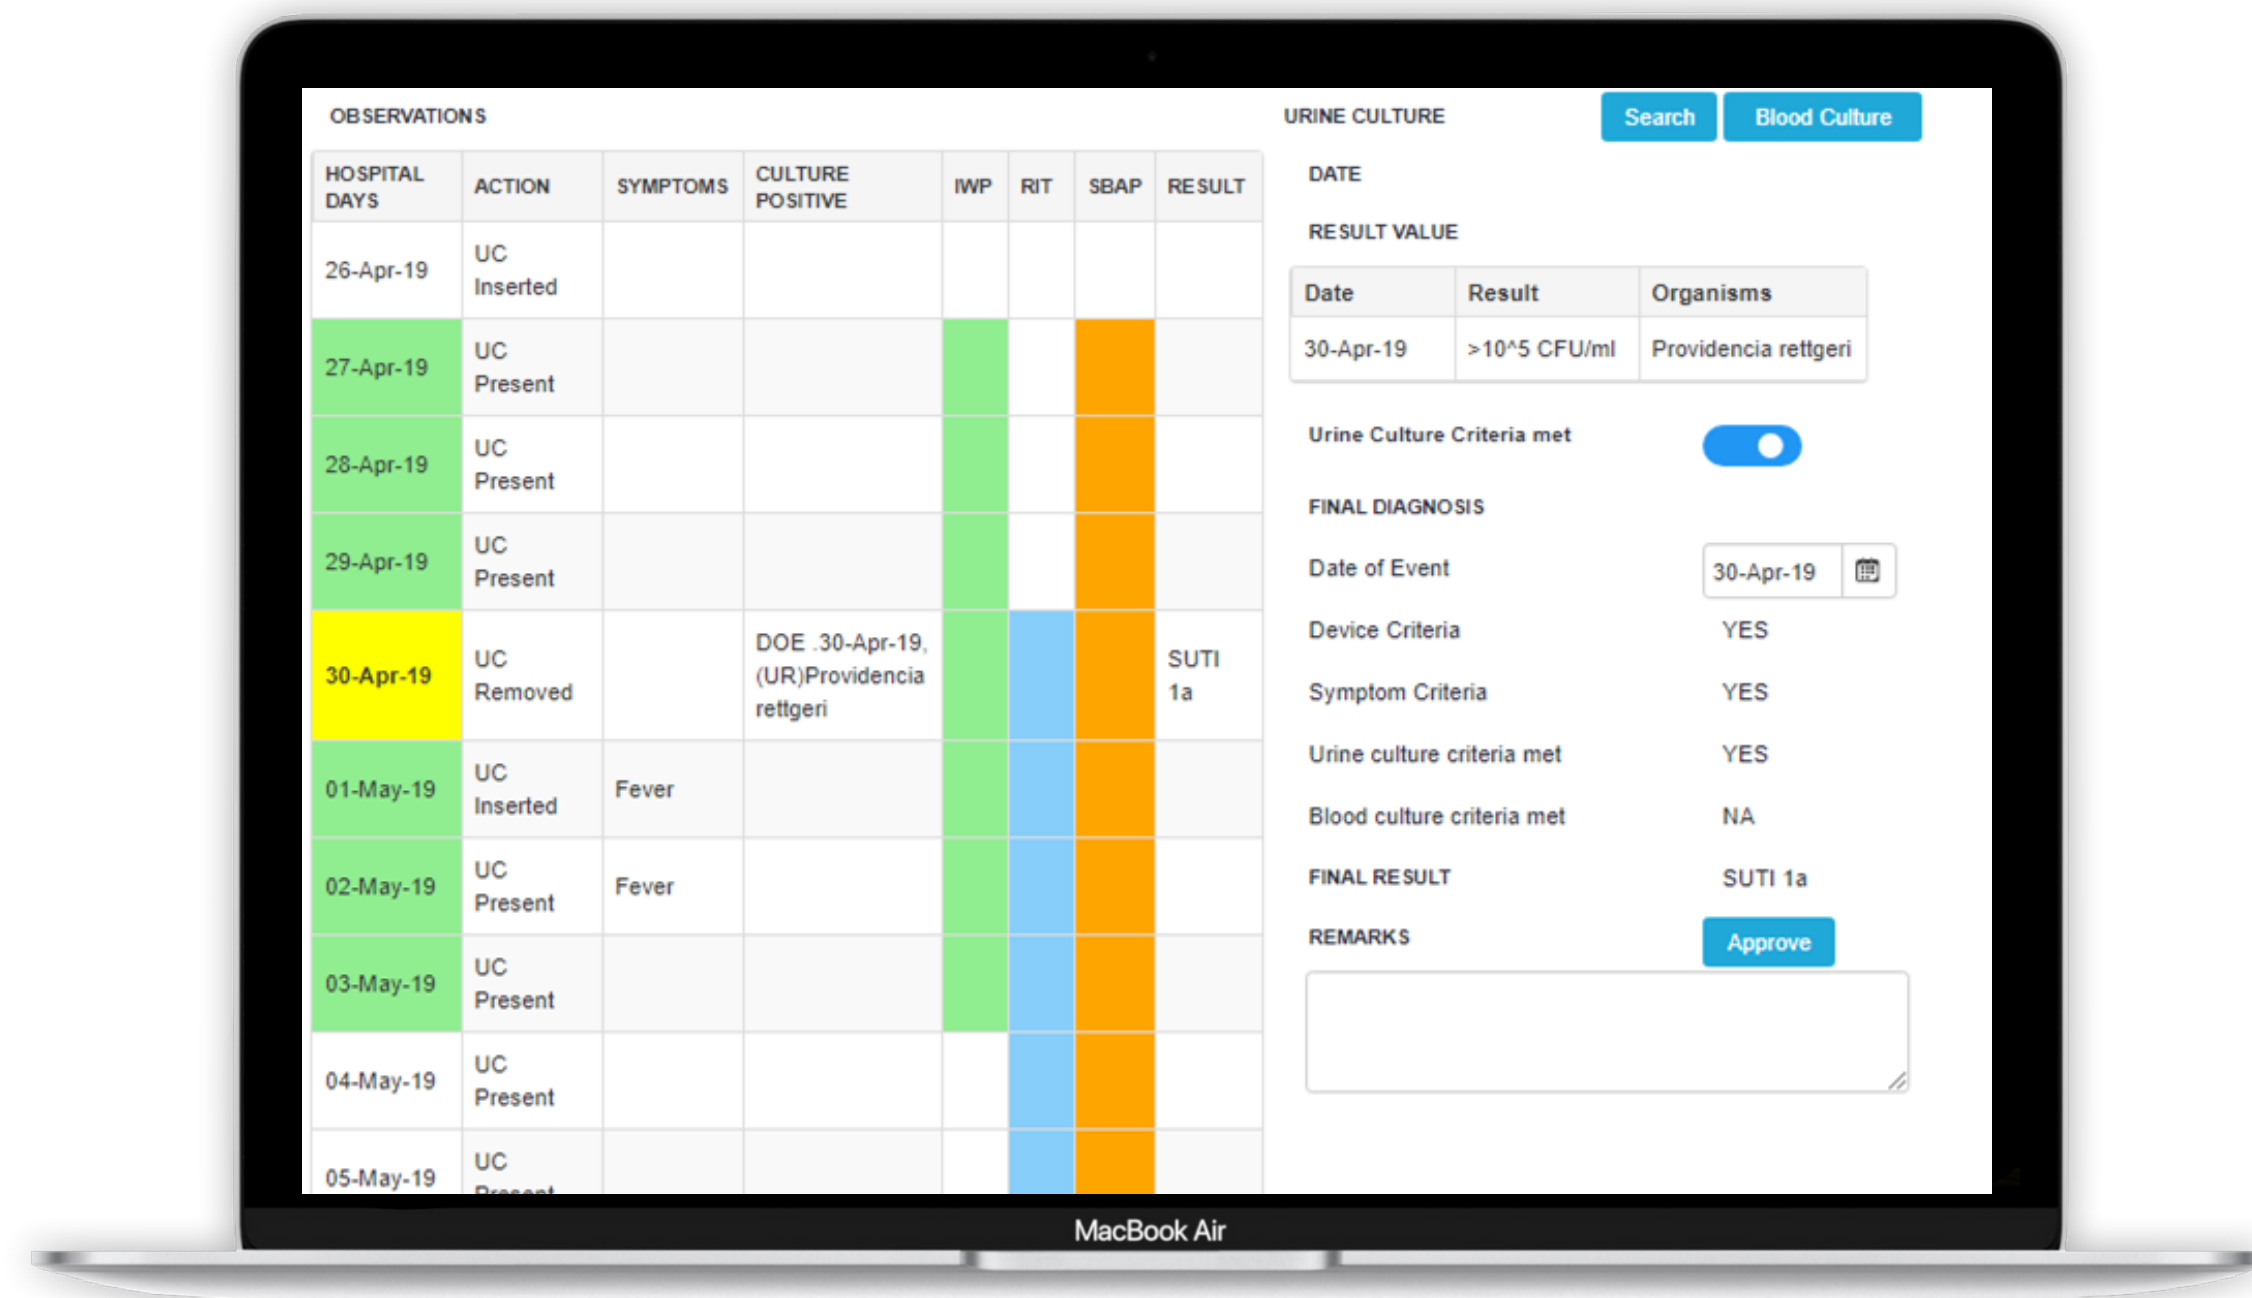 OBSERVATIONS
HOSPITAL
DAYS
ACTION
SYMPTOMS
CULTURE
POSITIVE
IWP
RIT
SBAP
RESULT
26-Apr-19
UC
Inserted
27-Apr-19
UC
Present
28-Apr-19
UC
Present
29-Apr-19
UC
Present
30-Apr-19
UC
Removed
DOE .30-Apr-19,
(UR)Providencia
rettgeri
SUTI
1a
01-May-19
UC
Inserted
Fever
02-May-19
UC
Present
Fever
03-May-19
UC
Present
04-May-19
UC
Present
05-May-19
UC
Present
URINE CULTURE
Search
Blood Culture
DATE
RESULT VALUE
Date
Result
Organisms
30-Apr-19
>10^5 CFU/ml
Providencia rettgeri
Urine Culture Criteria met
FINAL DIAGNOSIS
Date of Event
30-Apr-19
Device Criteria
YES
Symptom Criteria
YES
Urine culture criteria met
YES
Blood culture criteria met
NA
FINAL RESULT
SUTI 1a
REMARKS
Approve
MacBook Air